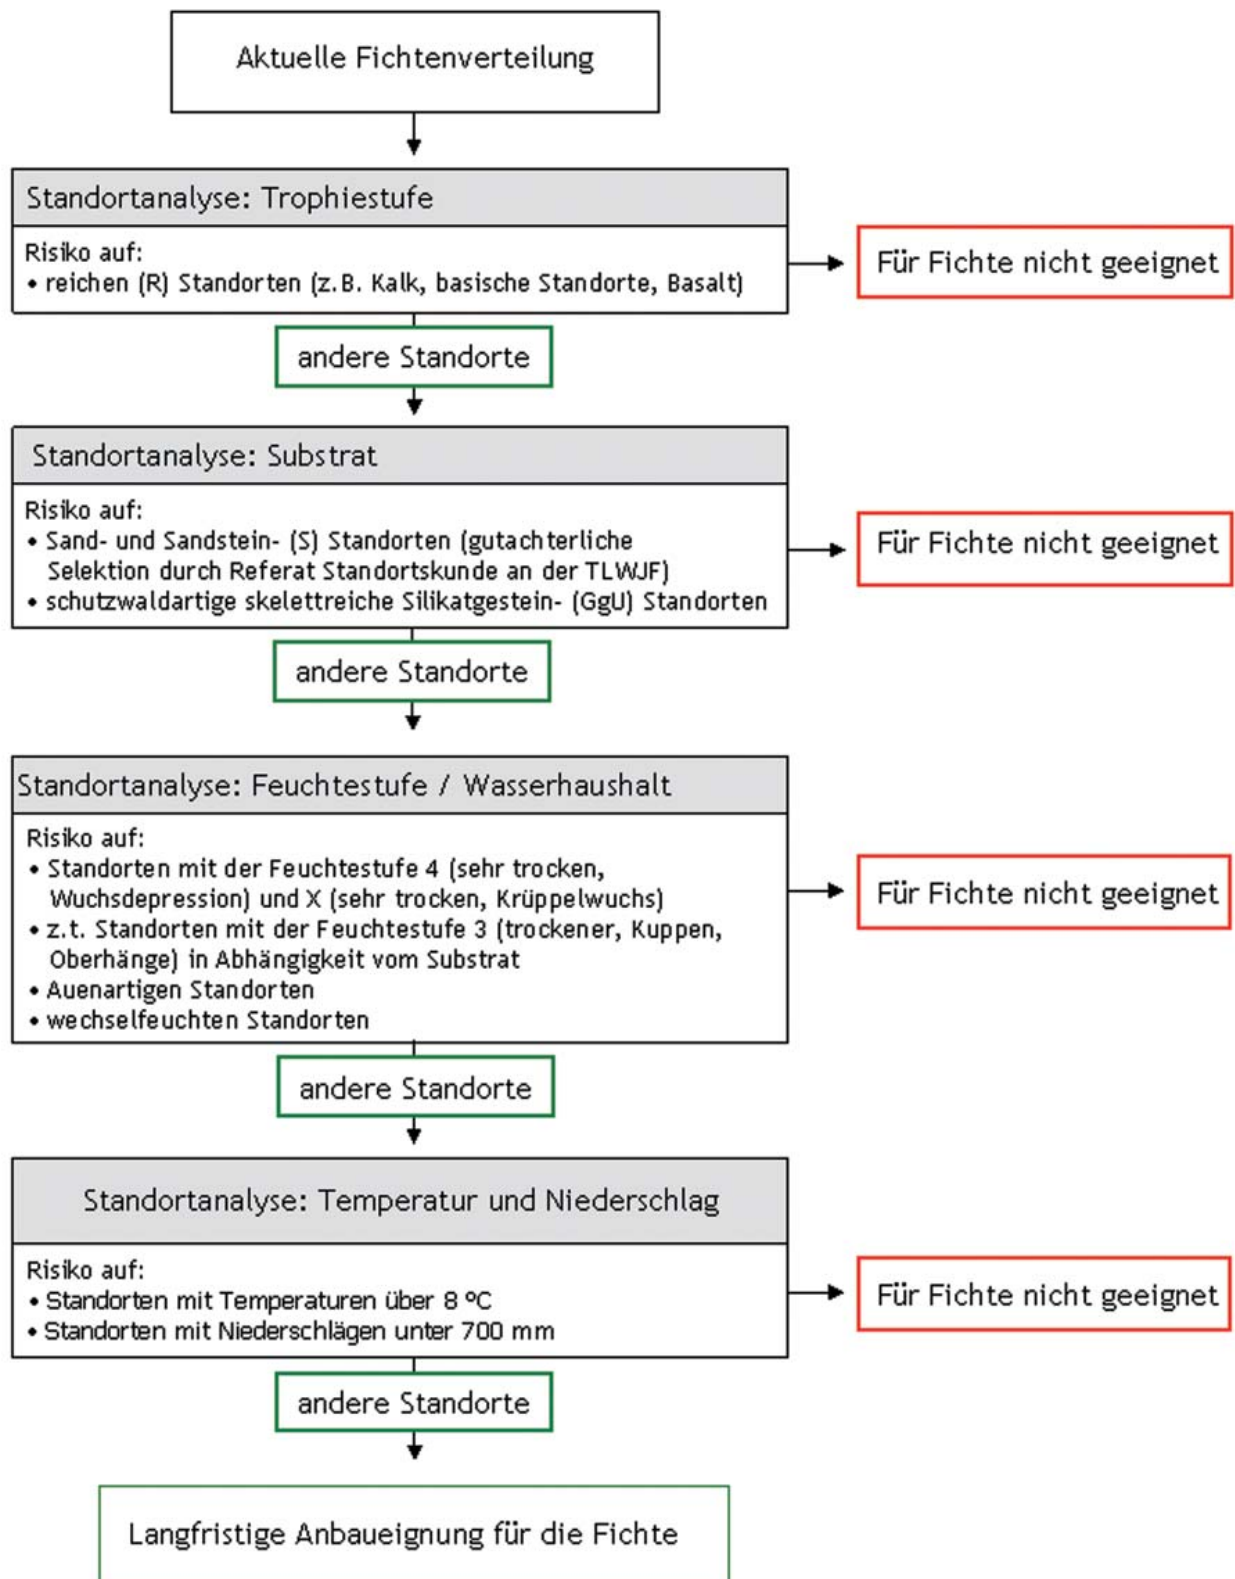 Aktuelle Fichtenverteilung
Standortanalyse: Trophiestufe
Risiko auf:
• reichen (R) Standorten (z.B. Kalk, basische Standorte, Basalt)
Für Fichte nicht geeignet
andere Standorte
Standortanalyse: Substrat
Risiko auf:
• Sand- und Sandstein- (S) Standorten (gutachterliche
Selektion durch Referat Standortskunde an der TLWJF)
• schutzwaldartige skelettreiche Silikatgestein- (GgU) Standorten
Für Fichte nicht geeignet
andere Standorte
Standortanalyse: Feuchtestufe / Wasserhaushalt
Risiko auf:
• Standorten mit der Feuchtestufe 4 (sehr trocken,
Wuchsdepression) und X (sehr trocken, Krüppelwuchs)
• z.t. Standorten mit der Feuchtestufe 3 (trockener, Kuppen,
Oberhänge) in Abhängigkeit vom Substrat
• Auenartigen Standorten
• wechselfeuchten Standorten
Für Fichte nicht geeignet
andere Standorte
Standortanalyse: Temperatur und Niederschlag
Risiko auf:
• Standorten mit Temperaturen über 8 ºC
• Standorten mit Niederschlägen unter 700 mm
Für Fichte nicht geeignet
andere Standorte
Langfristige Anbaueignung für die Fichte